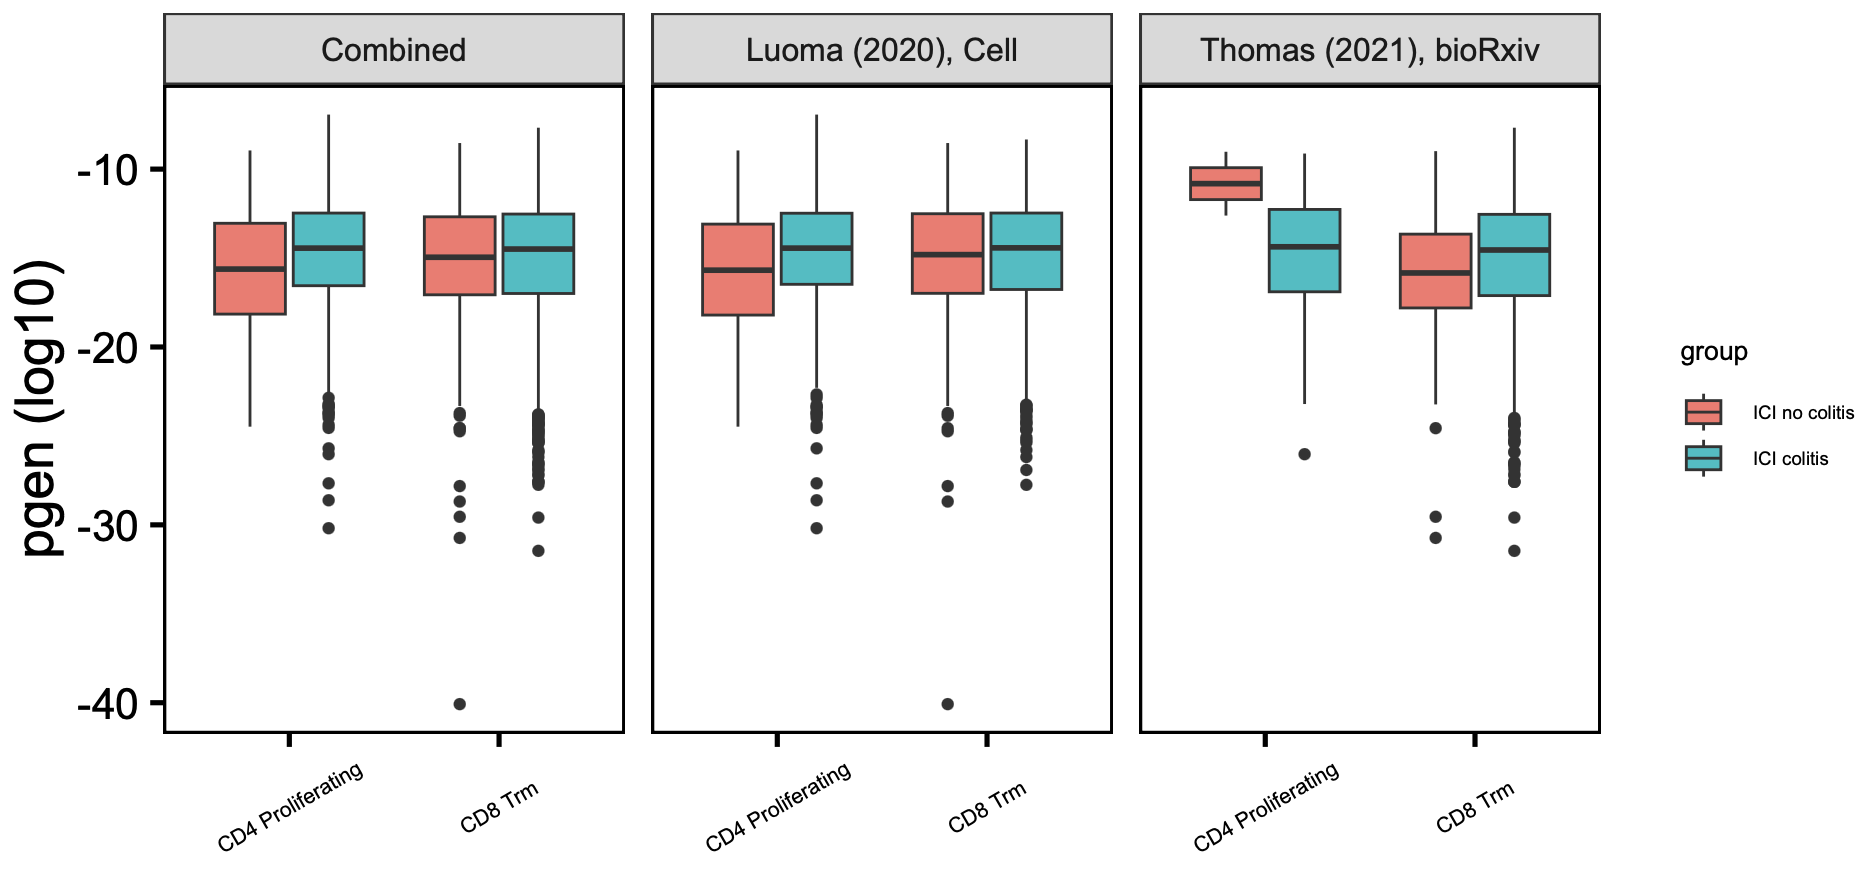 Combined
Luoma (2020), Cell
Thomas (2021), bioRxiv
pgen (log10)
-10
-20
-30
-40
CD4 Proliferating
CD8 Trm
CD4 Proliferating
CD8 Trm
CD4 Proliferating
CD8 Trm
group
ICI no colitis
ICI colitis